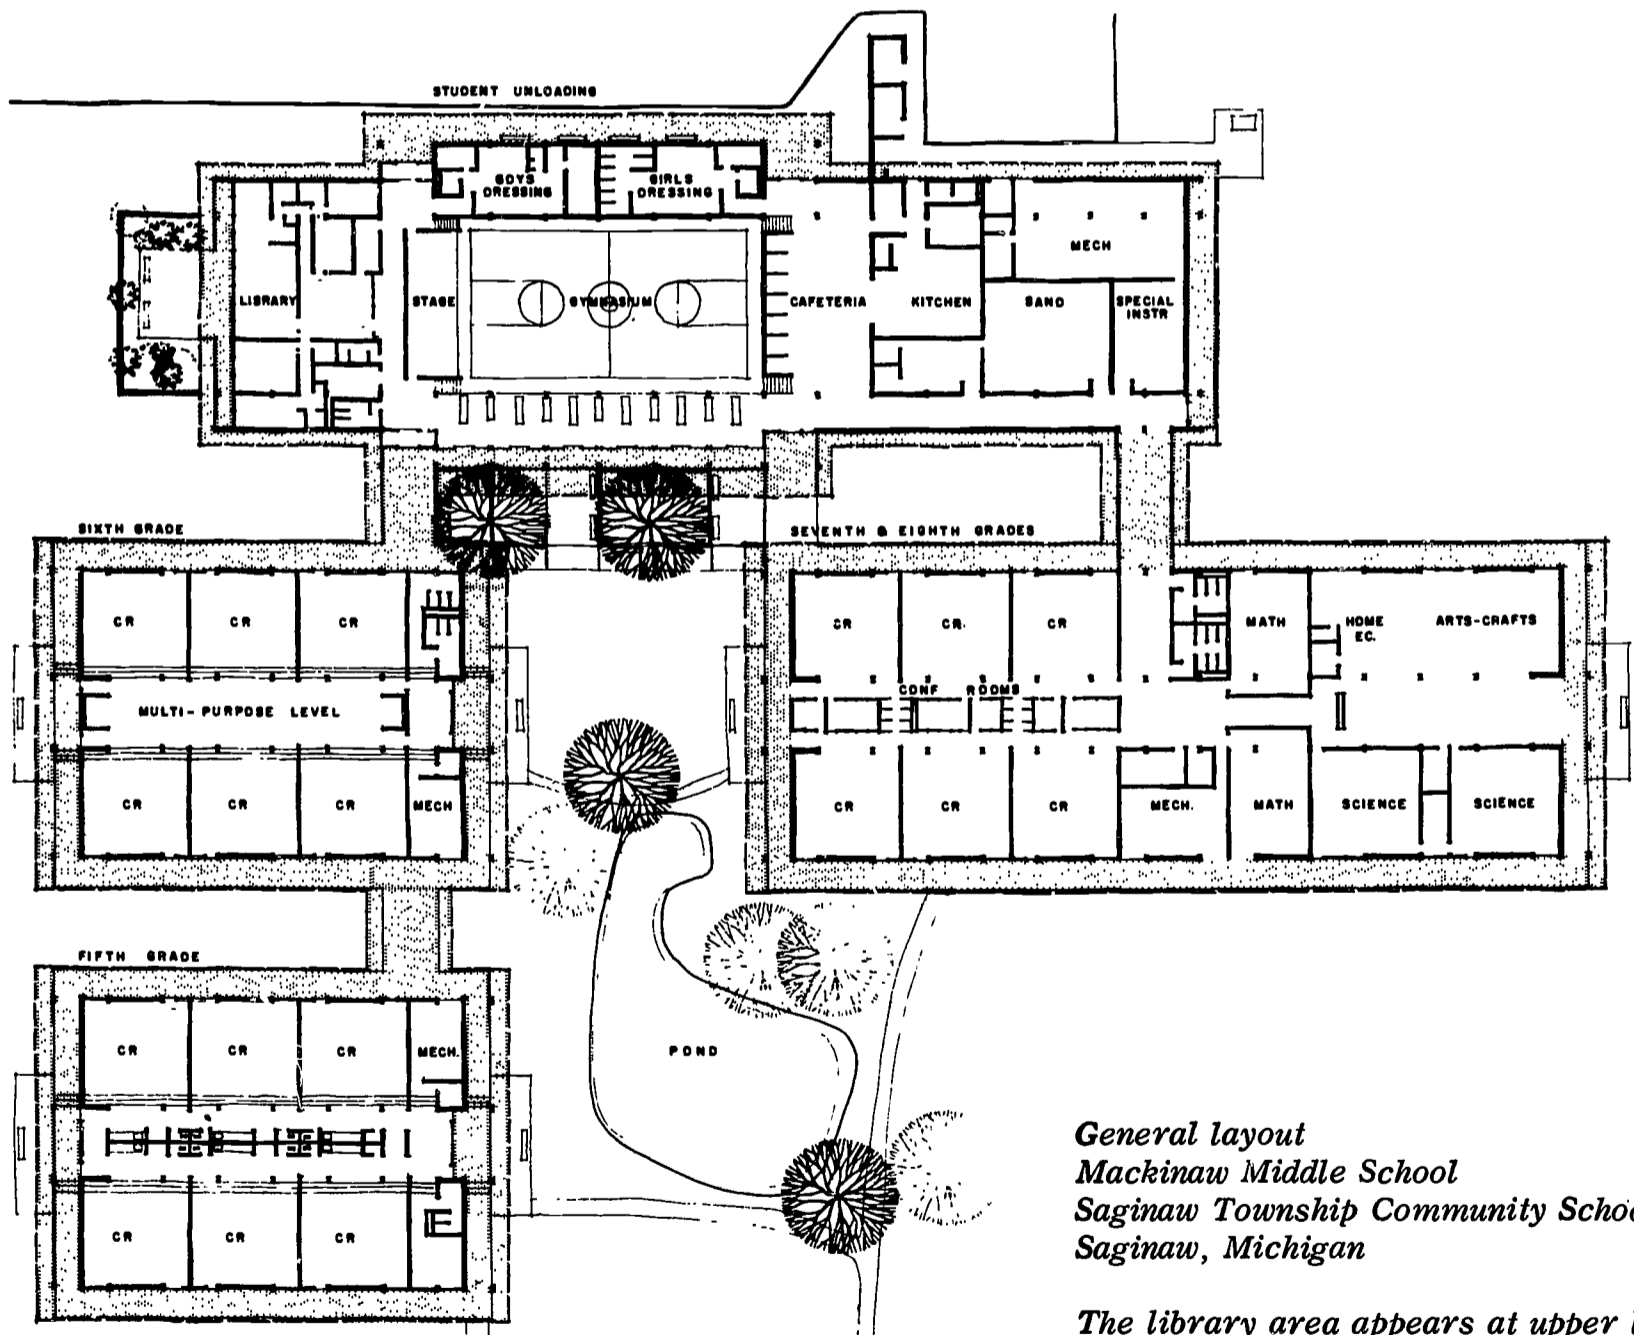 STUDENT UNLOADING
BOYS DRESSING
GIRLS DRESSING
MECH
LIBRARY
STAGE
GYMNASIUM
CAFETERIA
KITCHEN
SAND
SPECIAL INSTR
SIXTH GRADE
SEVENTH & EIGHTH GRADES
CR
CR
CR
CR
CR.
CR
MATH
HOME EC.
ARTS-CRAFTS
CONF ROOMS
MULTI-PURPOSE LEVEL
CR
CR
CR
MECH
CR
CR
CR
MECH.
MATH
SCIENCE
SCIENCE
FIFTH GRADE
CR
CR
CR
MECH.
POND
CR
CR
CR
General layout
Mackinaw Middle School
Saginaw Township Community
Saginaw, Michigan
The library area appears at upper